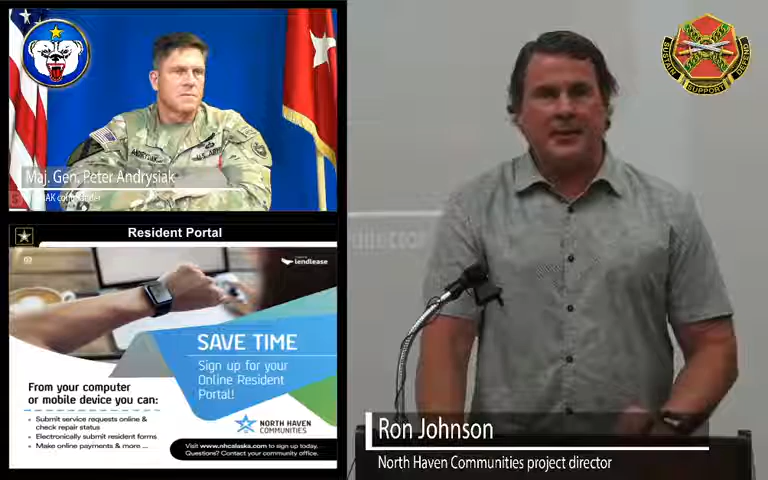 ANDRYSIAK
U.S. ARMY
Maj. Gen. Peter Andrysiak
Resident Portal
lendlease
SAVE TIME
Sign up for your
Online Resident
Portal!
From your computer
or mobile device you can:
• Submit service requests online &
check repair status
• Electronically submit resident forms
• Make online payments & more ...
NORTH HAVEN
COMMUNITIES
Visit www.nhcalaska.com to sign up today.
Questions? Contact your community office.
SUSTAIN
SUPPORT
DEFEND
Ron Johnson
North Haven Communities project director